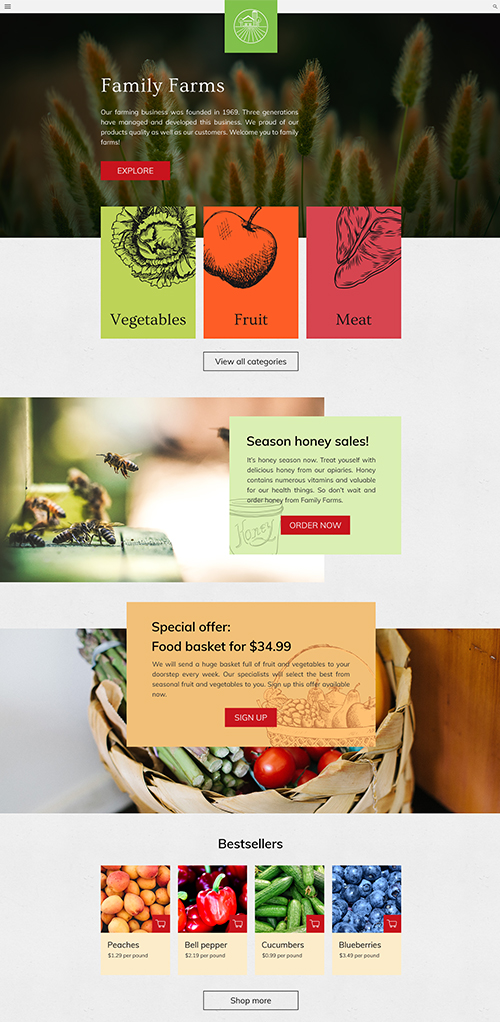 Family Farms
Our farming business was founded in 1969. Three generations
have managed and developed this business. We proud of our
products quality as well as our customers. Welcome you to family
farms!
EXPLORE
Vegetables
Fruit
Meat
View all categories
Season honey sales!
It's honey season now. Treat youself with
delicious honey from our opiaries. Honey
contains numerous vitamins and valuable
for our health things. So don't wait and
order honey from Family Farms.
Honey
ORDER NOW
Special offer:
Food basket for $34.99
We will send a huge basket full of fruit and vegetables to your
doorstep every week. Our specialists will select the best from
seasonal fruit and vegetables to you. Sign up this offer available
now.
SIGN UP
Bestsellers
Peaches
$1.29 per pound
Bell pepper
$2.19 per pound
Cucumbers
$0.99 per pound
Blueberries
$3.49 per pound
Shop more